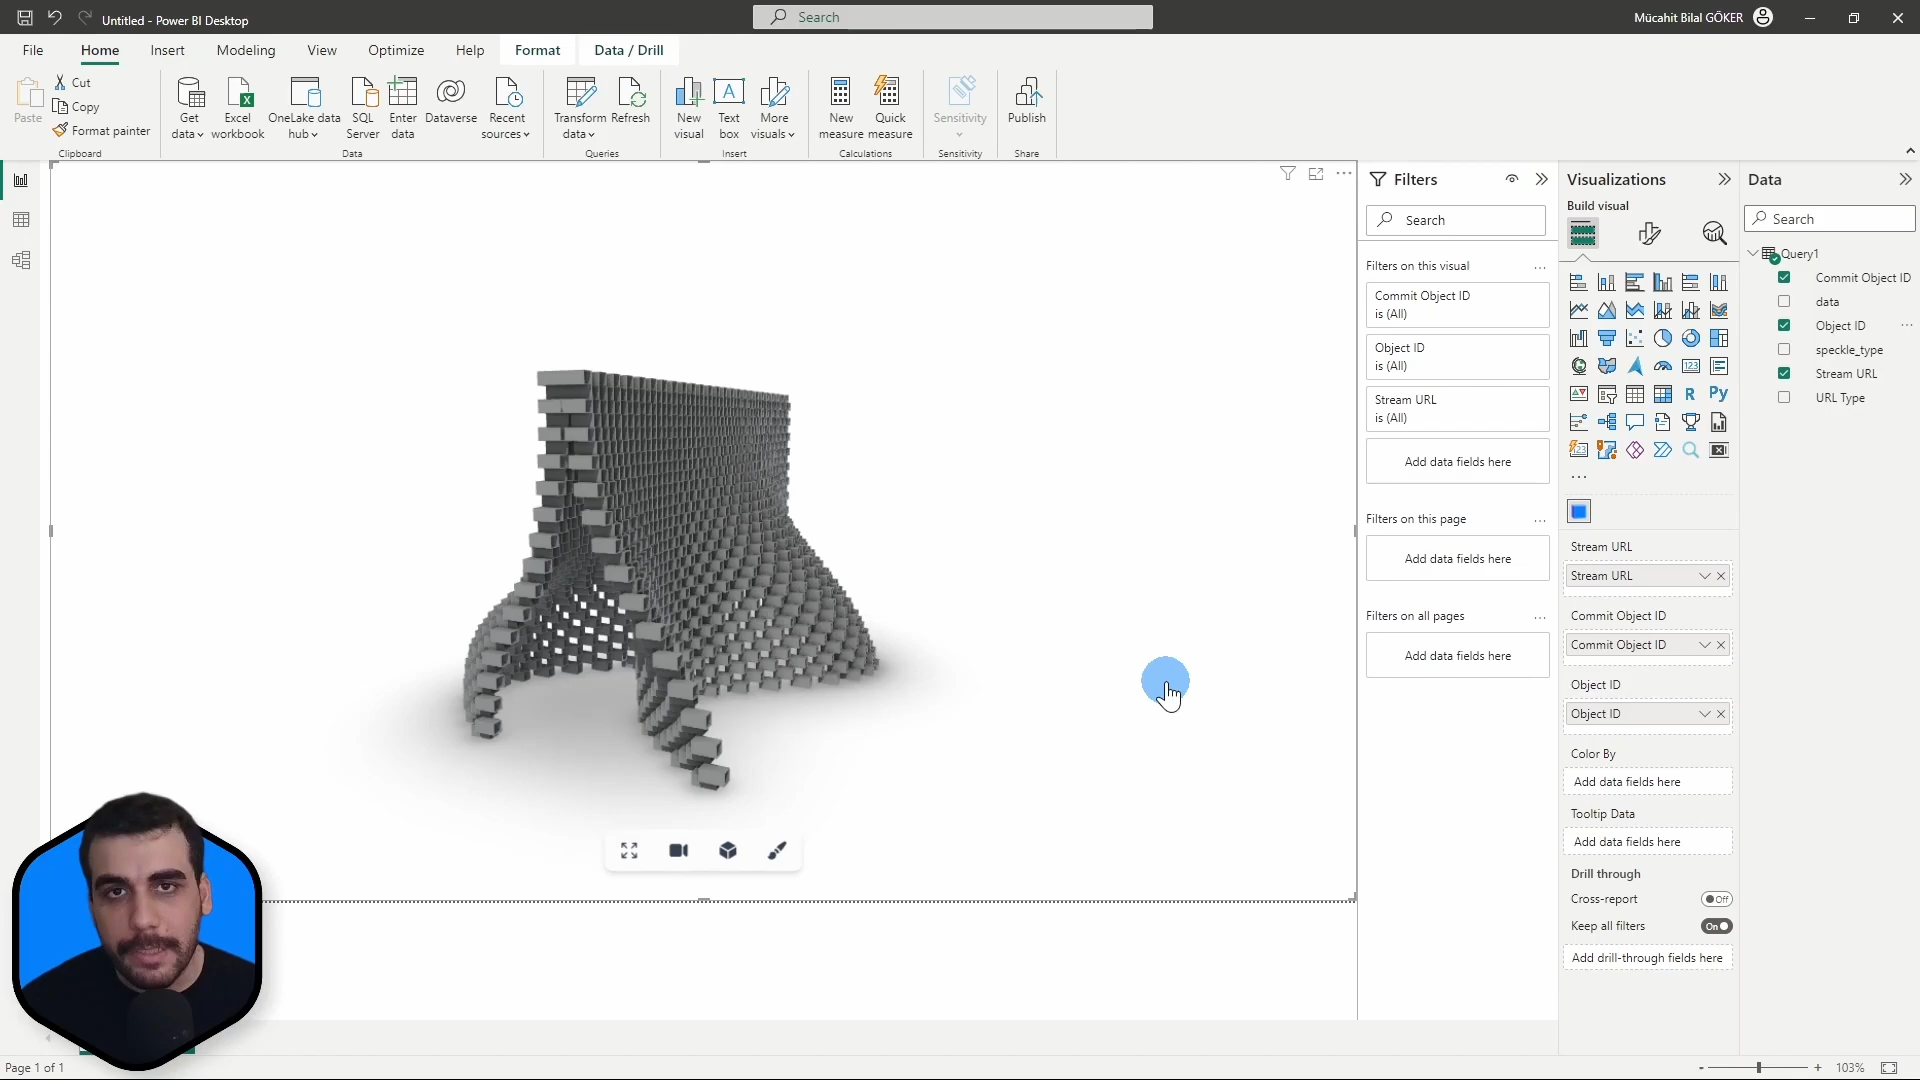 Untitled - Power BI Desktop
Search
Mücahit Bilal GÖKER
File
Home
Insert
Modeling
View
Optimize
Help
Format
Data / Drill
Paste
Cut
Copy
Format painter
Clipboard
Get
data
Excel
workbook
OneLake data
hub
SQL
Server
Enter
data
Dataverse
Recent
sources
Data
Transform
data
Refresh
Queries
New
visual
Text
box
More
visuals
Insert
New
measure
Quick
measure
Calculations
Sensitivity
Sensitivity
Publish
Share
Filters
Search
Filters on this visual
Commit Object ID
is (All)
Object ID
is (All)
Stream URL
is (All)
Add data fields here
Filters on this page
Add data fields here
Filters on all pages
Add data fields here
Visualizations
Build visual
R
Py
123
123
Stream URL
Stream URL
Commit Object ID
Commit Object ID
Object ID
Object ID
Color By
Add data fields here
Tooltip Data
Add data fields here
Drill through
Cross-report
Off
Keep all filters
On
Add drill-through fields here
Data
Search
Query1
Commit Object ID
data
Object ID
speckle_type
Stream URL
URL Type
Page 1 of 1
103%